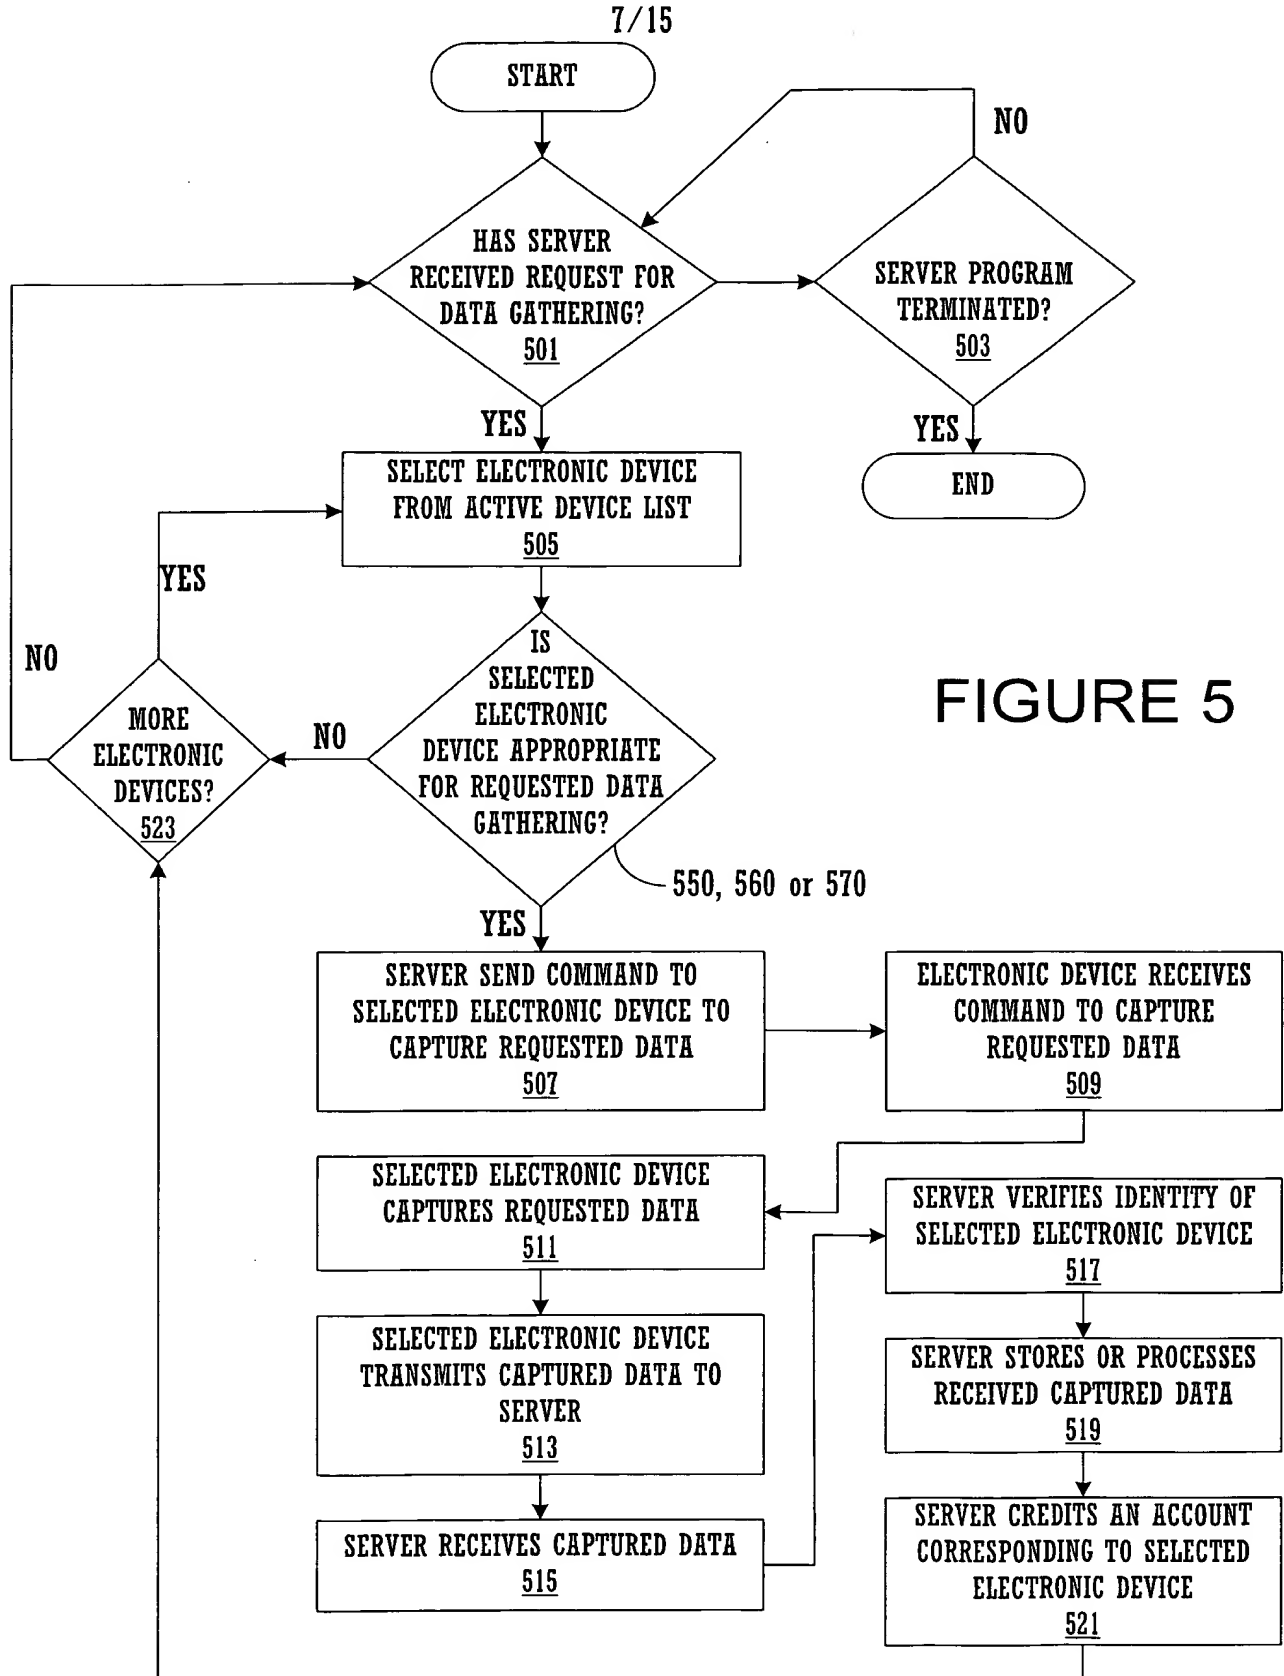 7/15
START
NO
HAS SERVER
RECEIVED REQUEST FOR
DATA GATHERING?
501
SERVER PROGRAM
TERMINATED?
503
YES
YES
SELECT ELECTRONIC DEVICE
FROM ACTIVE DEVICE LIST
505
END
YES
NO
IS
SELECTED
ELECTRONIC
DEVICE APPROPRIATE
FOR REQUESTED DATA
GATHERING?
FIGURE 5
MORE
ELECTRONIC
DEVICES?
523
NO
550, 560 or 570
YES
SERVER SEND COMMAND TO
SELECTED ELECTRONIC DEVICE TO
CAPTURE REQUESTED DATA
507
ELECTRONIC DEVICE RECEIVES
COMMAND TO CAPTURE
REQUESTED DATA
509
SELECTED ELECTRONIC DEVICE
CAPTURES REQUESTED DATA
511
SERVER VERIFIES IDENTITY OF
SELECTED ELECTRONIC DEVICE
517
SELECTED ELECTRONIC DEVICE
TRANSMITS CAPTURED DATA TO
SERVER
513
SERVER STORES OR PROCESSES
RECEIVED CAPTURED DATA
519
SERVER RECEIVES CAPTURED DATA
515
SERVER CREDITS AN ACCOUNT
CORRESPONDING TO SELECTED
ELECTRONIC DEVICE
521